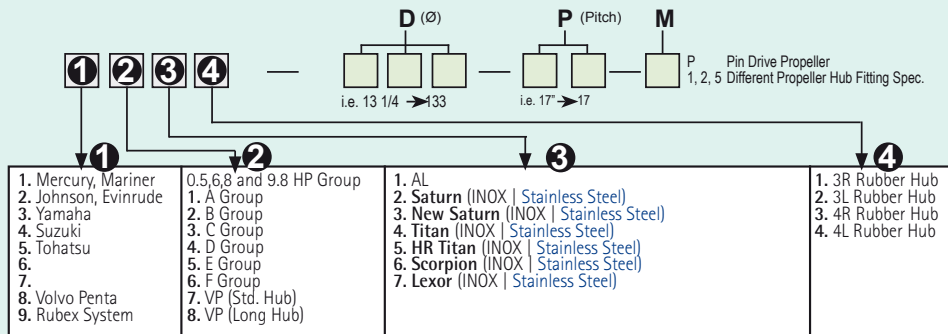 D (Ø) P (Pitch) M
1 2 3 4
P Pin Drive Propeller
1, 2, 5 Different Propeller Hub Fitting Spec.
i.e. 13 1/4 133
i.e. 17" 17
1
1. Mercury, Mariner
2. Johnson, Evinrude
3. Yamaha
4. Suzuki
5. Tohatsu
6.
7.
8. Volvo Penta
9. Rubex System
2
0.5,6,8 and 9.8 HP Group
1. A Group
2. B Group
3. C Group
4. D Group
5. E Group
6. F Group
7. VP (Std. Hub)
8. VP (Long Hub)
3
1. AL
2. Saturn (INOX | Stainless Steel)
3. New Saturn (INOX | Stainless Steel)
4. Titan (INOX | Stainless Steel)
5. HR Titan (INOX | Stainless Steel)
6. Scorpion (INOX | Stainless Steel)
7. Lexor (INOX | Stainless Steel)
4
1. 3R Rubber Hub
2. 3L Rubber Hub
3. 4R Rubber Hub
4. 4L Rubber Hub